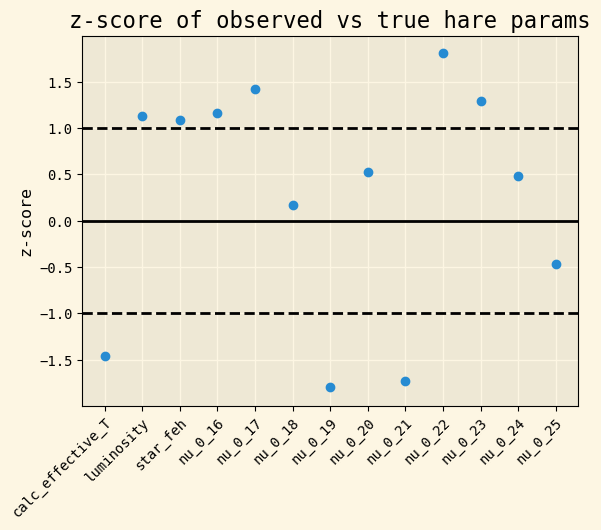 z-score of observed vs true hare params
z-score
1.5
1.0
0.5
0.0
−0.5
−1.0
−1.5
calc_effective_T
luminosity
star_feh
nu_0_16
nu_0_17
nu_0_18
nu_0_19
nu_0_20
nu_0_21
nu_0_22
nu_0_23
nu_0_24
nu_0_25